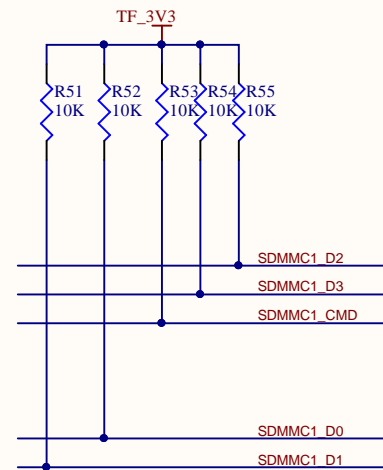 TF_3V3
R51 R52 R53 R54 R55
10K 10K 10K 10K 10K
SDMMC1_D2
SDMMC1_D3
SDMMC1_CMD
SDMMC1_D0
SDMMC1_D1